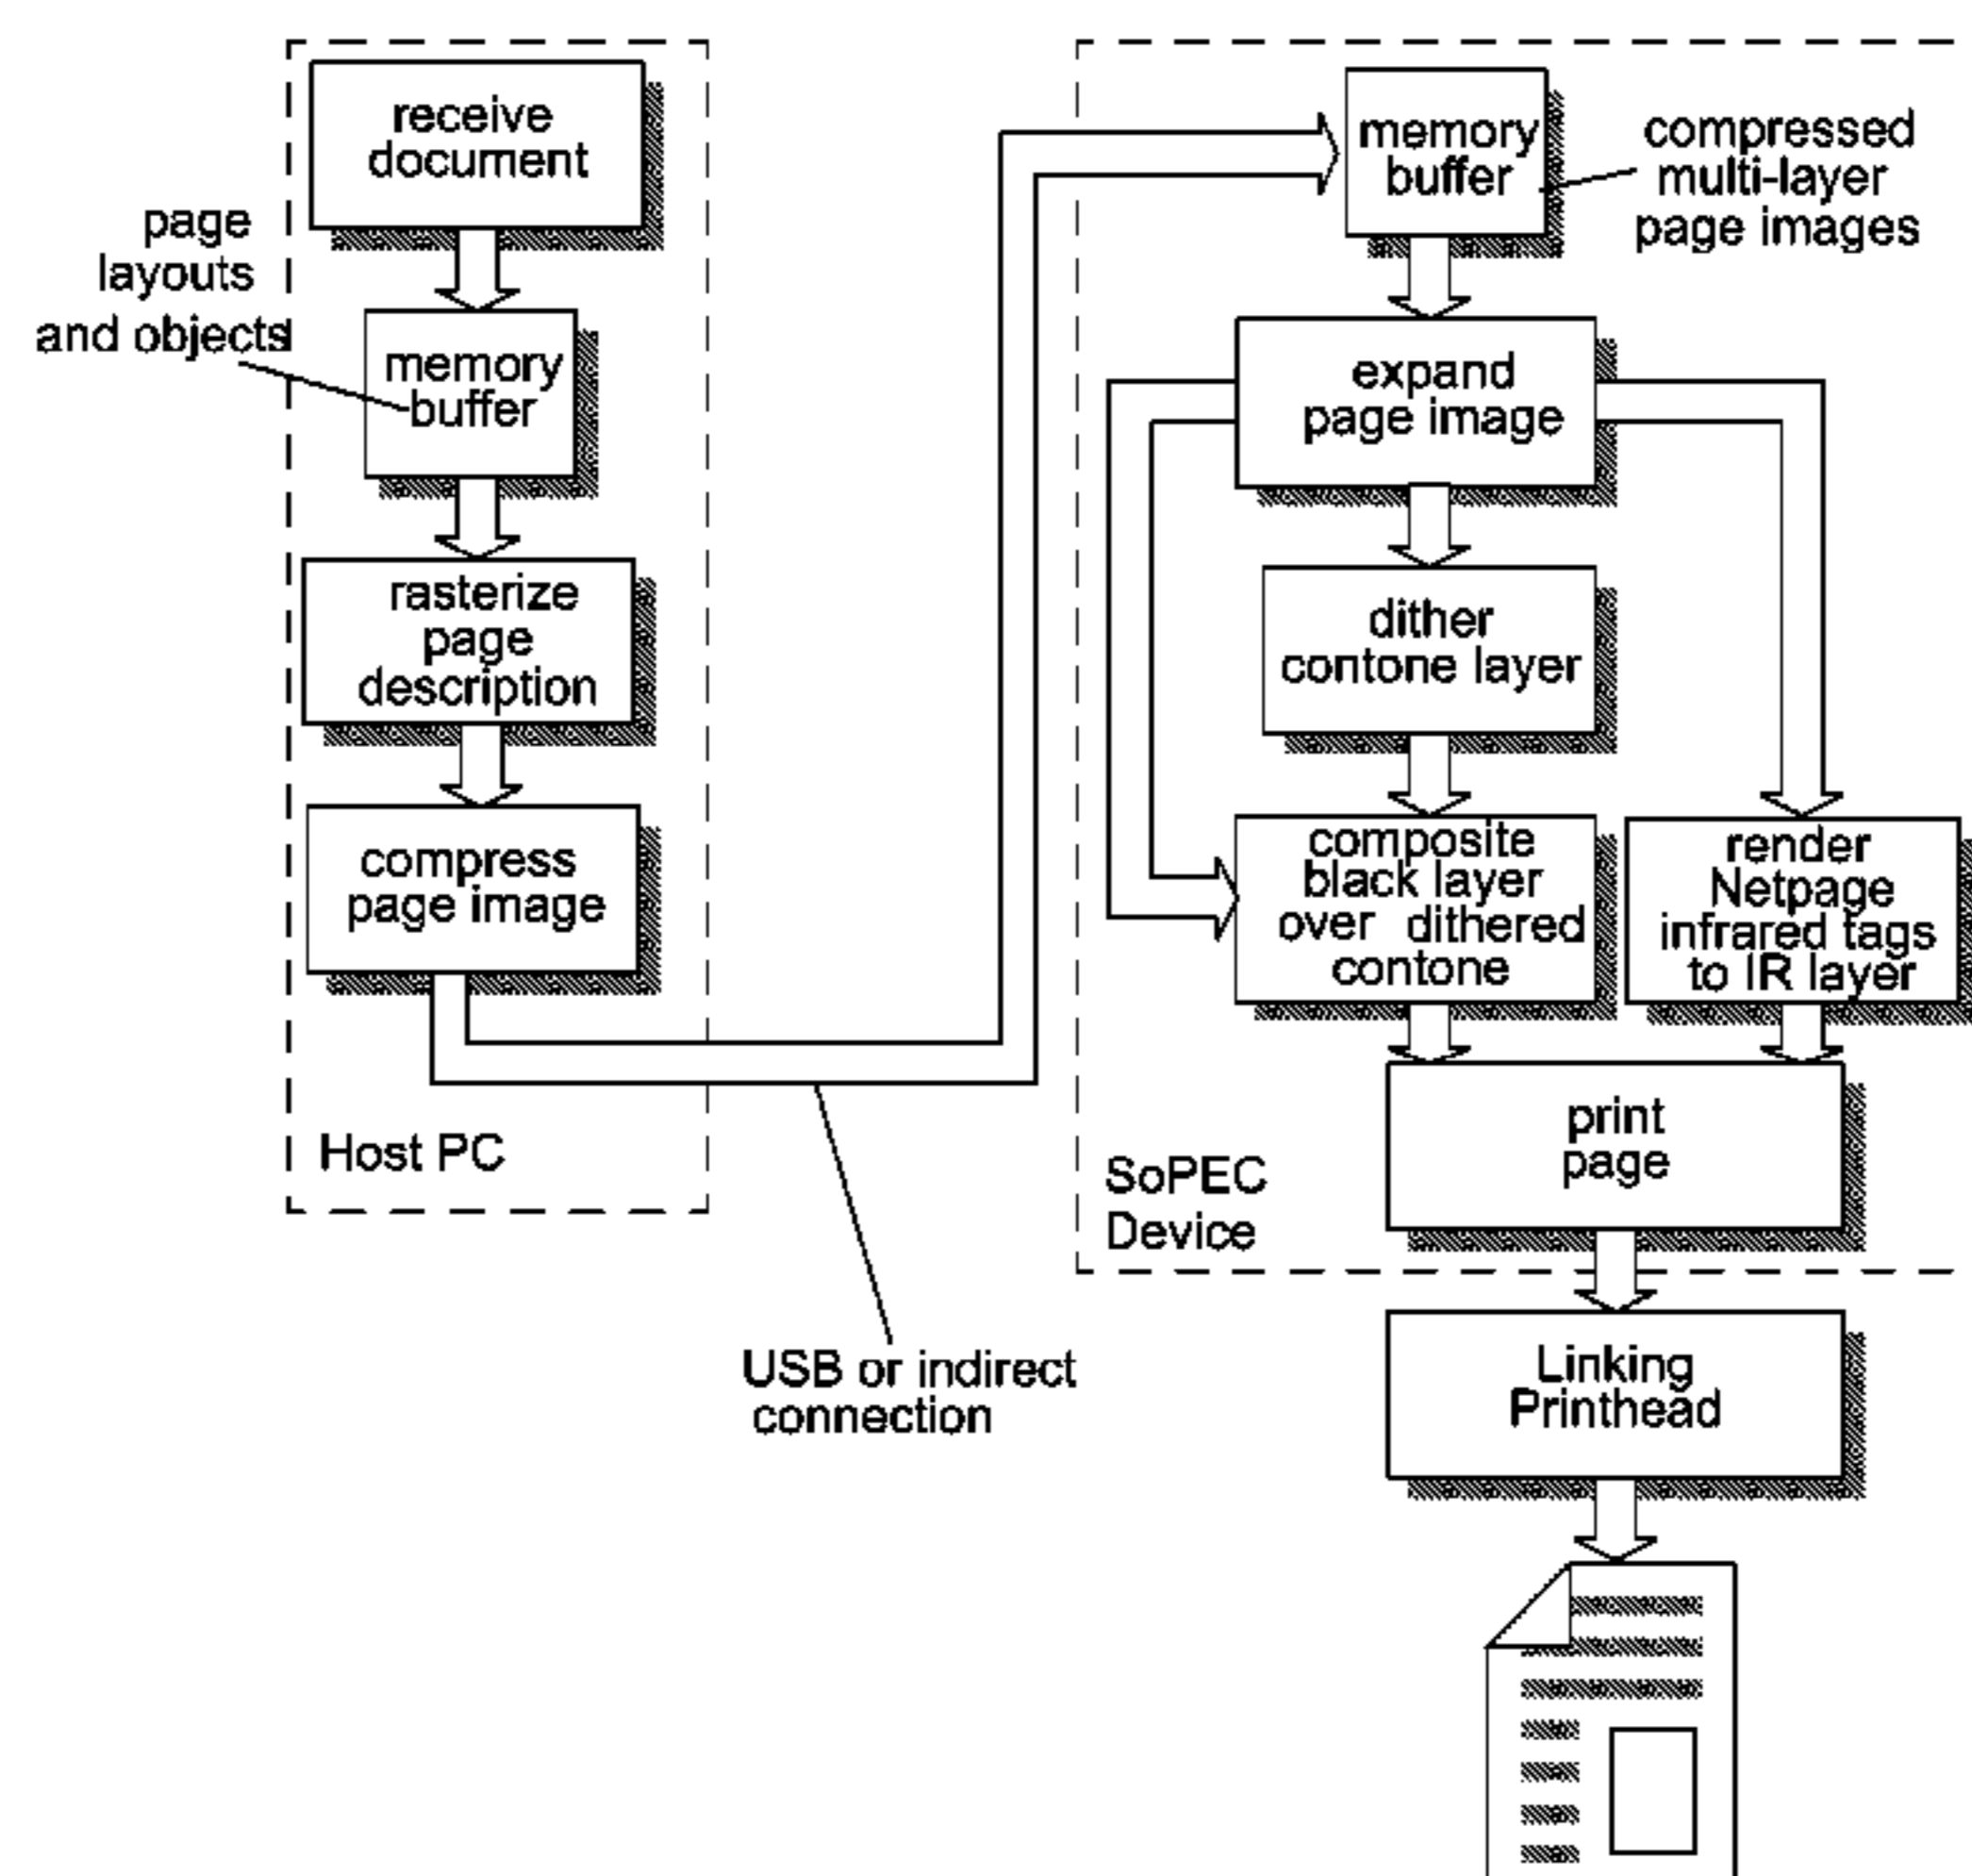 receive
document
page
layouts
and objects
memory
buffer
rasterize
page
description
compress
page image
Host PC
USB or indirect
connection
memory
buffer
compressed
multi-layer
page images
expand
page image
dither
contone layer
composite
black layer
over dithered
contone
render
Netpage
infrared tags
to IR layer
print
page
SoPEC
Device
Linking
Printhead